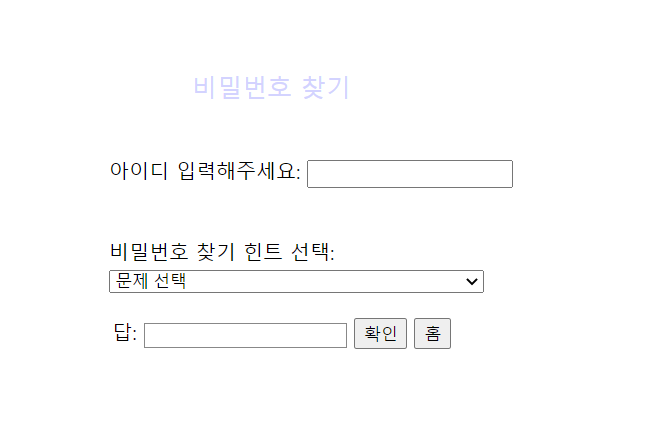 비밀번호 찾기
아이디 입력해주세요:
비밀번호 찾기 힌트 선택:
문제 선택
답: 확인 홈